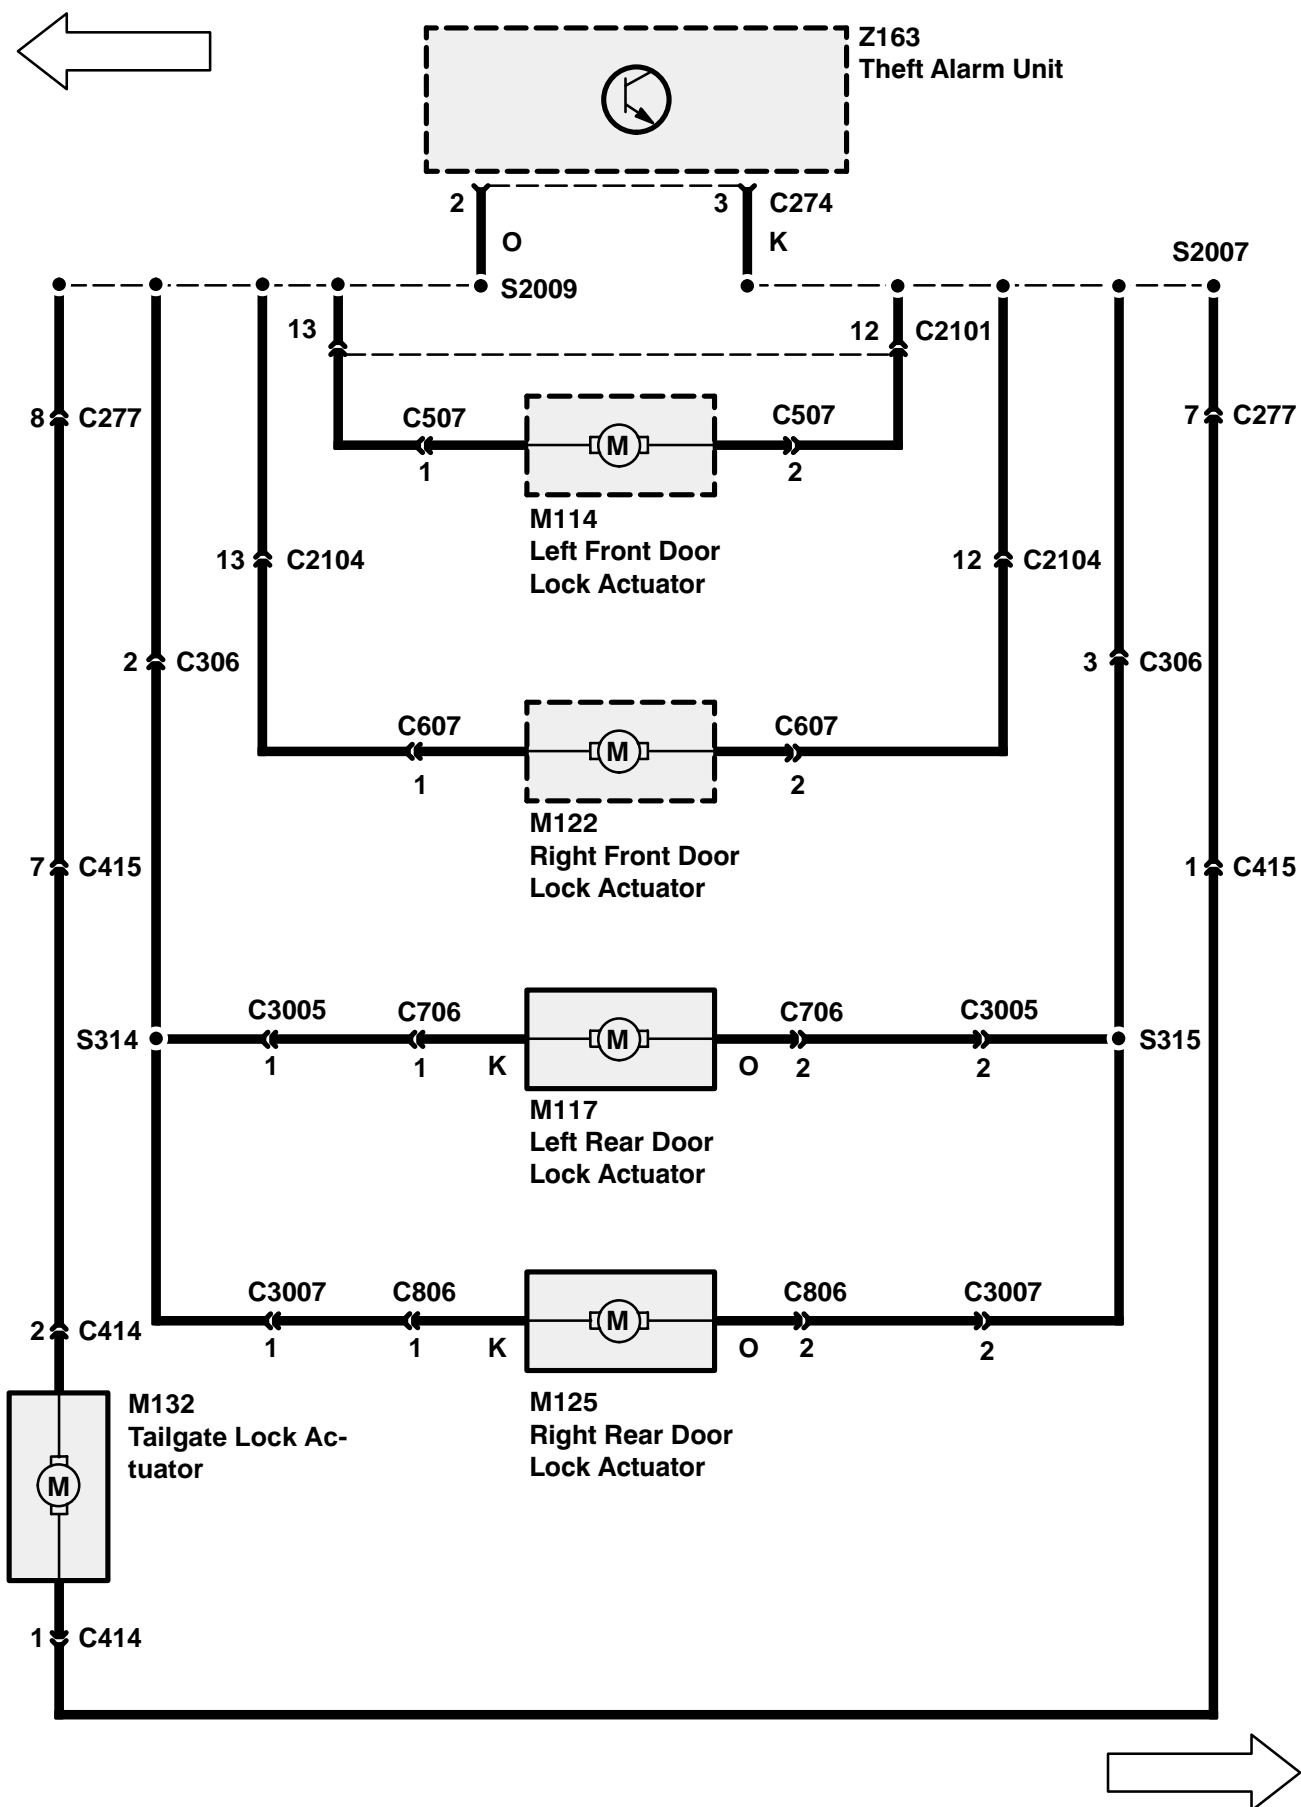 Z163
Theft Alarm Unit
2
3
C274
O
K
S2007
S2009
13
12
C2101
8
C277
C507
C507
7
C277
M
1
2
M114
Left Front Door
Lock Actuator
13
C2104
12
C2104
2
C306
3
C306
C607
C607
M
1
2
M122
Right Front Door
Lock Actuator
7
C415
1
C415
C3005
C706
C706
C3005
S314
M
S315
1
1
K
O
2
2
M117
Left Rear Door
Lock Actuator
C3007
C806
C806
C3007
2
C414
M
1
1
K
O
2
2
M132
Tailgate Lock Ac-
tuator
M
M125
Right Rear Door
Lock Actuator
1
C414